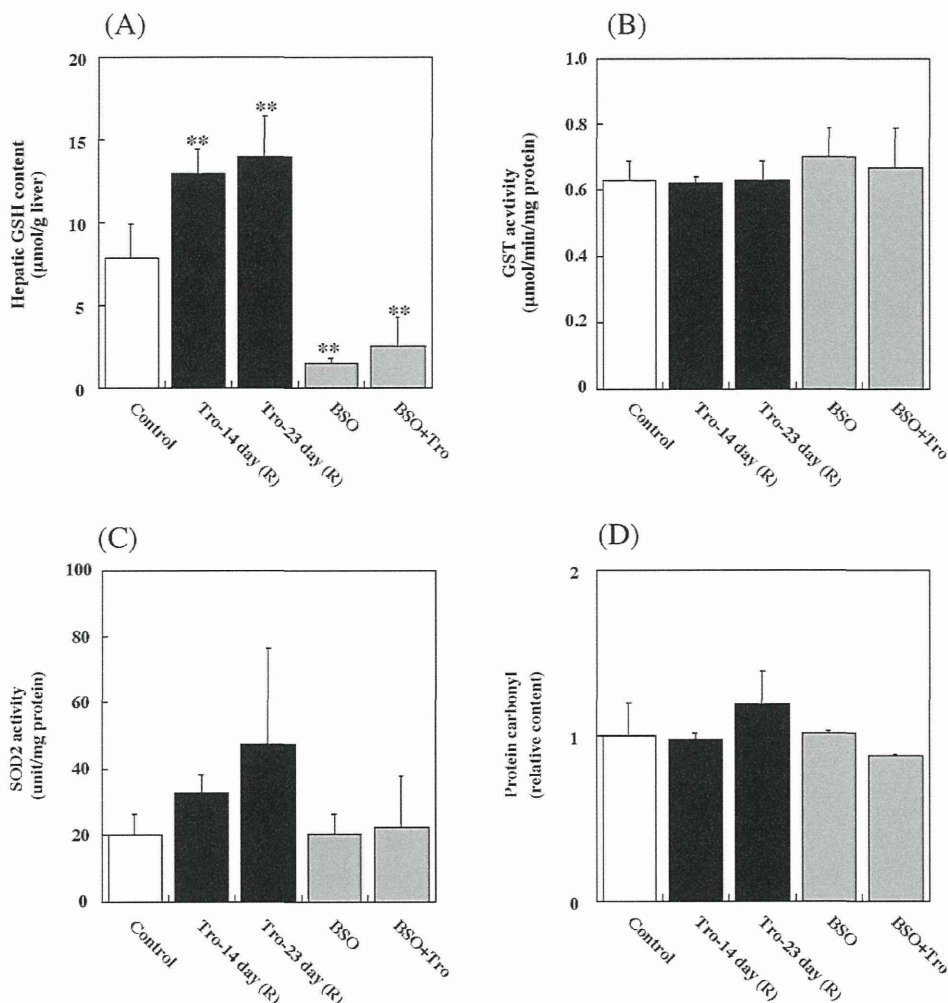 (A)
20
15
10
5
0
Hepatic GSH content
(μmol/g liver)
**
**
**
**
Control
Tro-14 day (R)
Tro-23 day (R)
BSO
BSO+Tro
(B)
1.0
0.8
0.6
0.4
0.2
0
GST acvtivity
(μmol/min/mg protein)
Control
Tro-14 day (R)
Tro-23 day (R)
BSO
BSO+Tro
(C)
100
80
60
40
20
0
SOD2 activity
(unit/mg protein)
Control
Tro-14 day (R)
Tro-23 day (R)
BSO
BSO+Tro
(D)
2
1
0
Protein carbonyl
(relative content)
Control
Tro-14 day (R)
Tro-23 day (R)
BSO
BSO+Tro